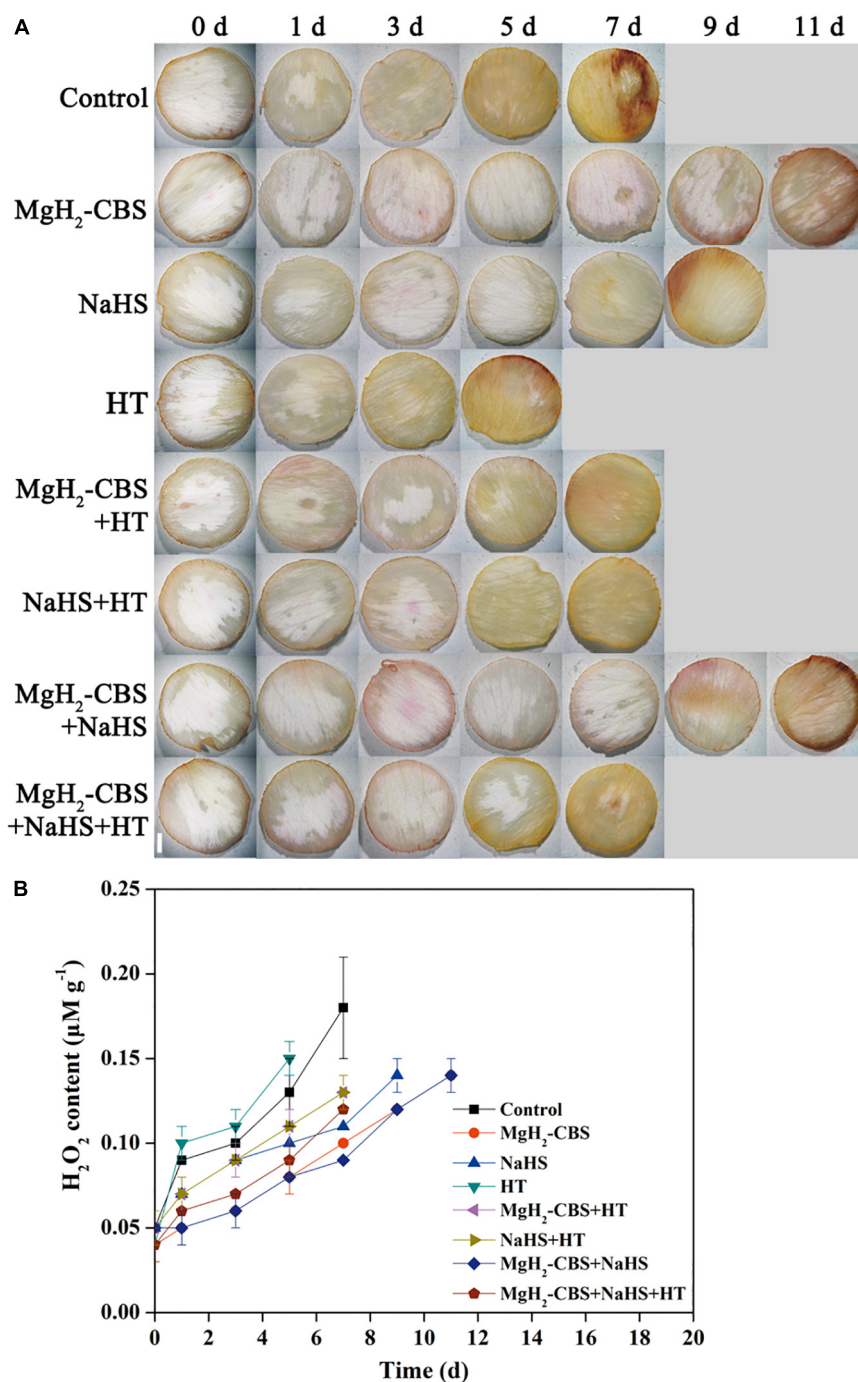 A
0 d 1 d 3 d 5 d 7 d 9 d 11 d
Control
MgH₂-CBS
NaHS
HT
MgH₂-CBS
+HT
NaHS+HT
MgH₂-CBS
+NaHS
MgH₂-CBS
+NaHS+HT
B
0.25
0.20
0.15
0.10
0.05
0.00
H₂O₂ content (μM g⁻¹)
Control
MgH₂-CBS
NaHS
HT
MgH₂-CBS+HT
NaHS+HT
MgH₂-CBS+NaHS
MgH₂-CBS+NaHS+HT
0 2 4 6 8 10 12 14 16 18 20
Time (d)